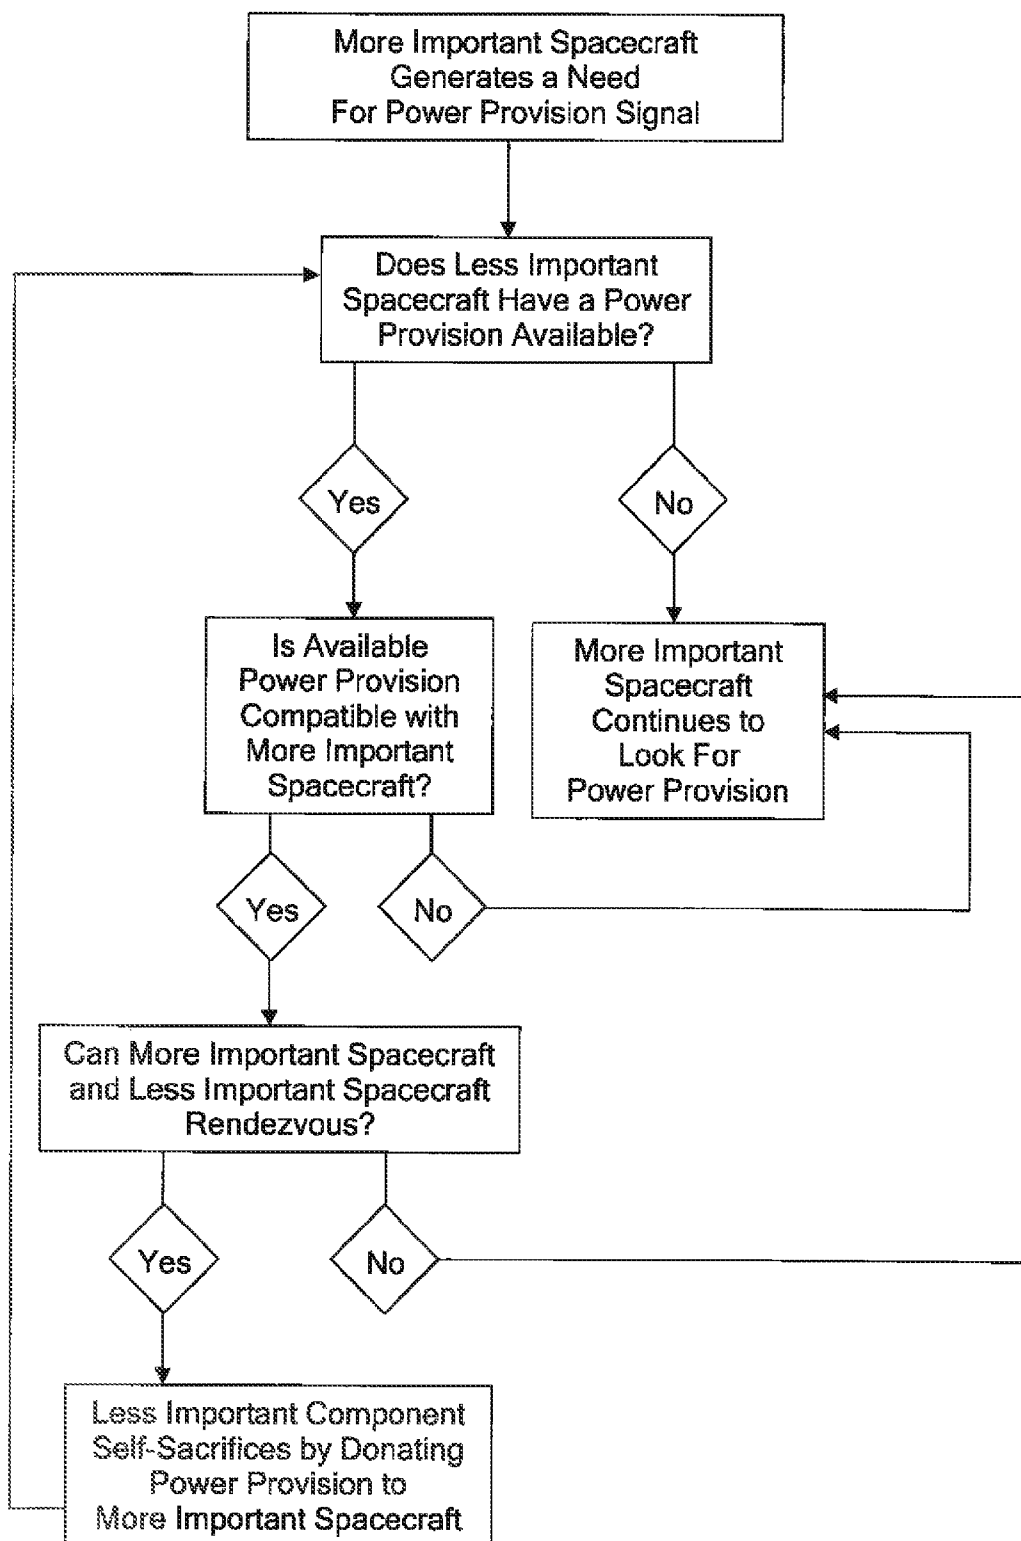 More Important Spacecraft
Generates a Need
For Power Provision Signal
Does Less Important
Spacecraft Have a Power
Provision Available?
Yes
No
Is Available
Power Provision
Compatible with
More Important
Spacecraft?
More Important
Spacecraft
Continues to
Look For
Power Provision
Yes
No
Can More Important Spacecraft
and Less Important Spacecraft
Rendezvous?
Yes
No
Less Important Component
Self-Sacrifices by Donating
Power Provision to
More Important Spacecraft